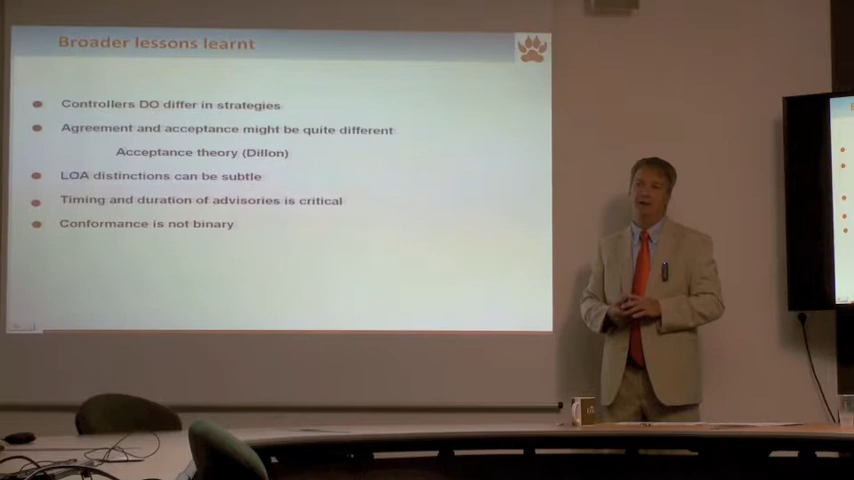 Broader lessons learnt
Controllers DO differ in strategies
Agreement and acceptance might be quite different
Acceptance theory (Dillon)
LOA distinctions can be subtle
Timing and duration of advisories is critical
Conformance is not binary